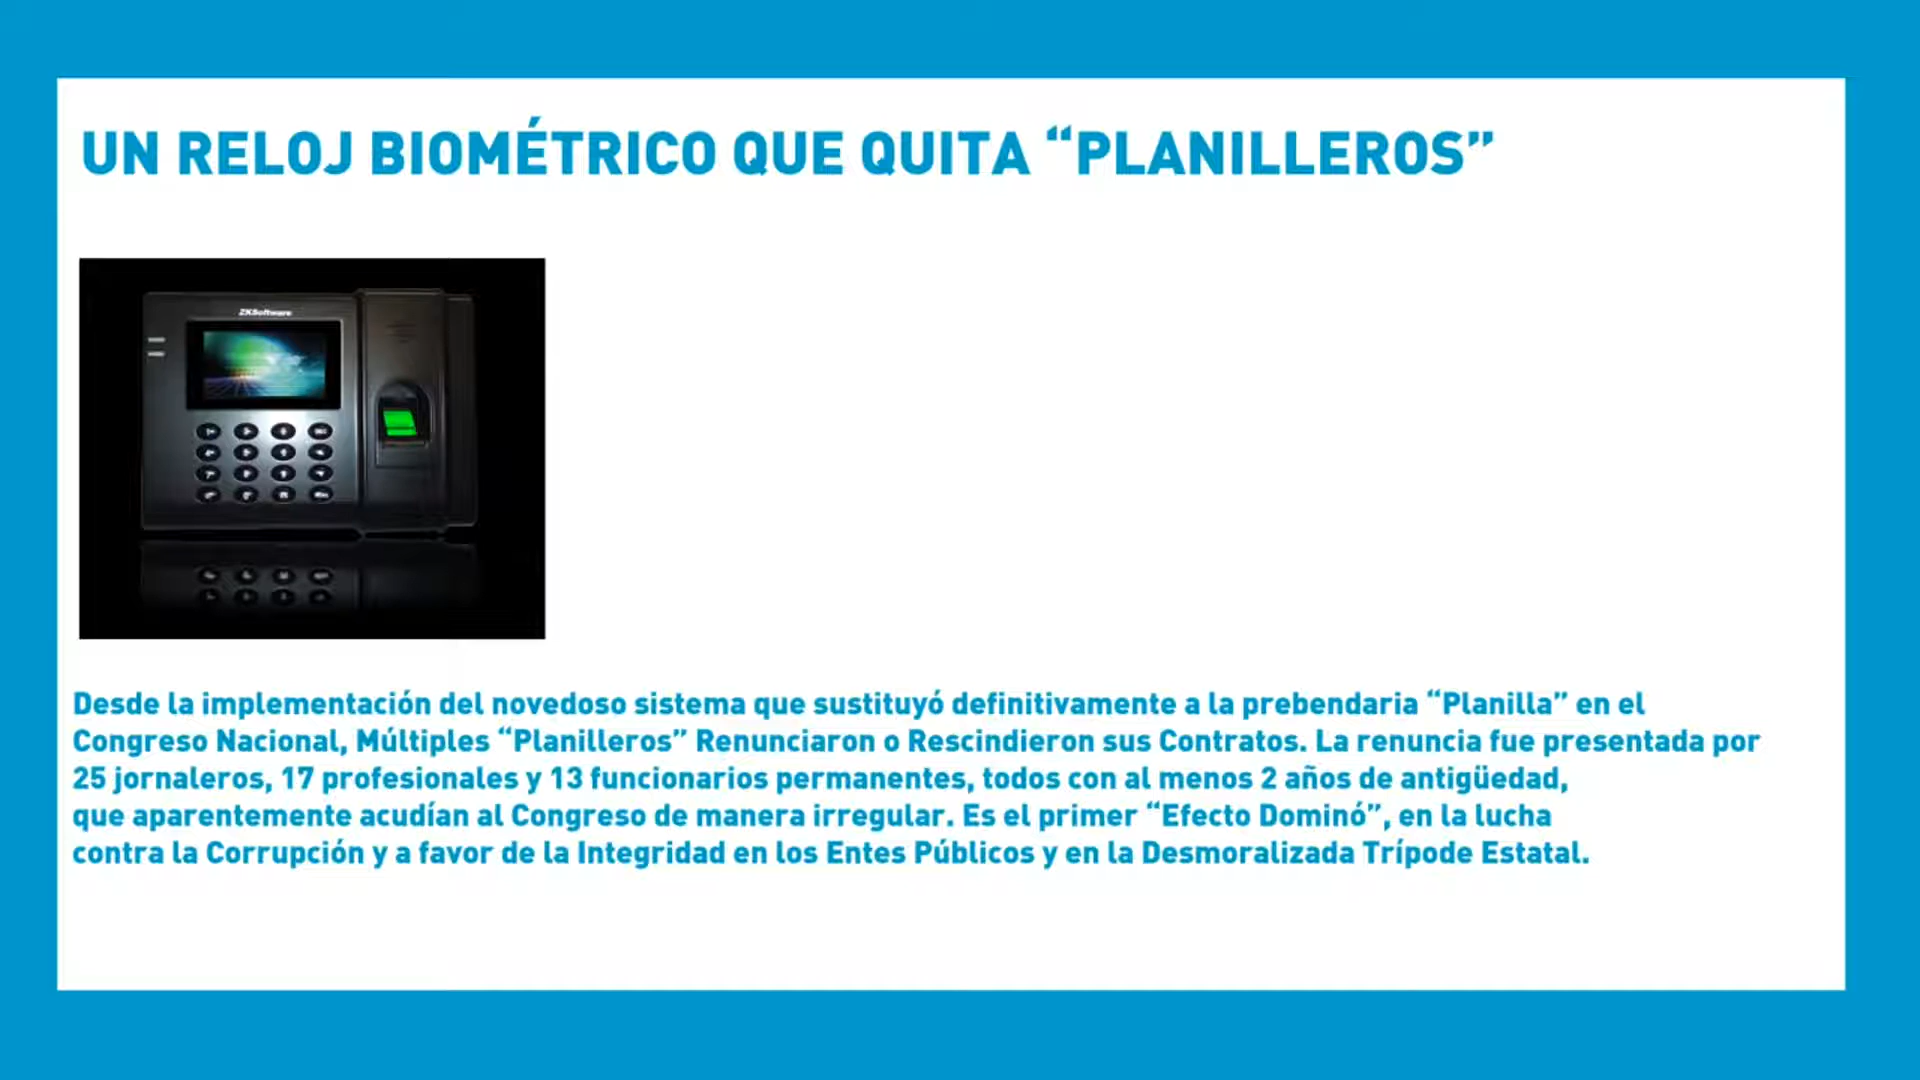 UN RELOJ BIOMÉTRICO QUE QUITA “PLANILLEROS”
ZKSoftware
Desde la implementación del novedoso sistema que sustituyó definitivamente a la prebendaria “Planilla” en el
Congreso Nacional, Múltiples “Planilleros” Renunciaron o Rescindieron sus Contratos. La renuncia fue presentada por
25 jornaleros, 17 profesionales y 13 funcionarios permanentes, todos con al menos 2 años de antigüedad,
que aparentemente acudían al Congreso de manera irregular. Es el primer “Efecto Dominó”, en la lucha
contra la Corrupción y a favor de la Integridad en los Entes Públicos y en la Desmoralizada Trípode Estatal.